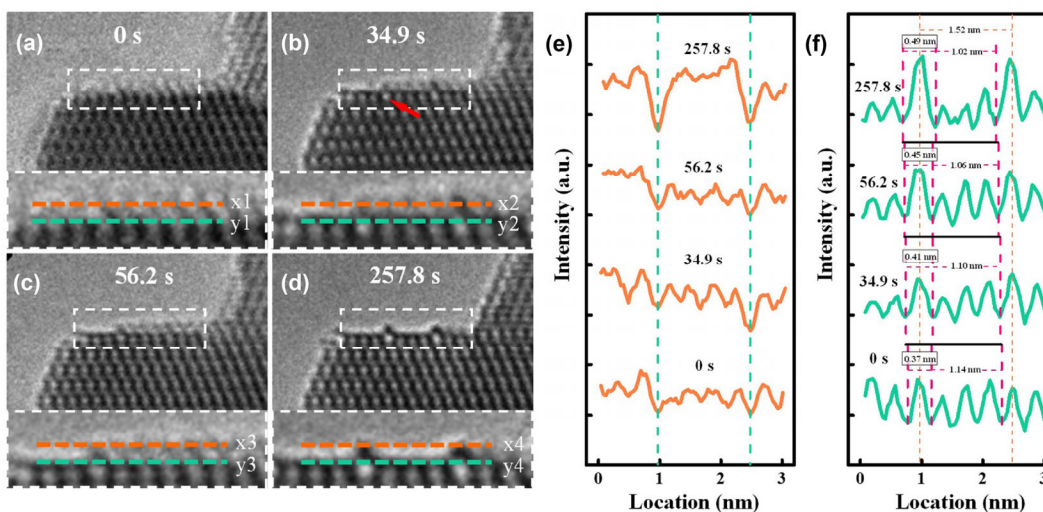 (a) 0 s
x1
y1
(b) 34.9 s
x2
y2
(c) 56.2 s
x3
y3
(d) 257.8 s
x4
y4
(e)
Intensity (a.u.)
257.8 s
56.2 s
34.9 s
0 s
0 1 2 3
Location (nm)
(f)
Intensity (a.u.)
1.52 nm
0.49 nm
1.02 nm
257.8 s
0.45 nm
1.06 nm
56.2 s
0.41 nm
1.10 nm
34.9 s
0.37 nm
0 s
1.14 nm
0 1 2 3
Location (nm)